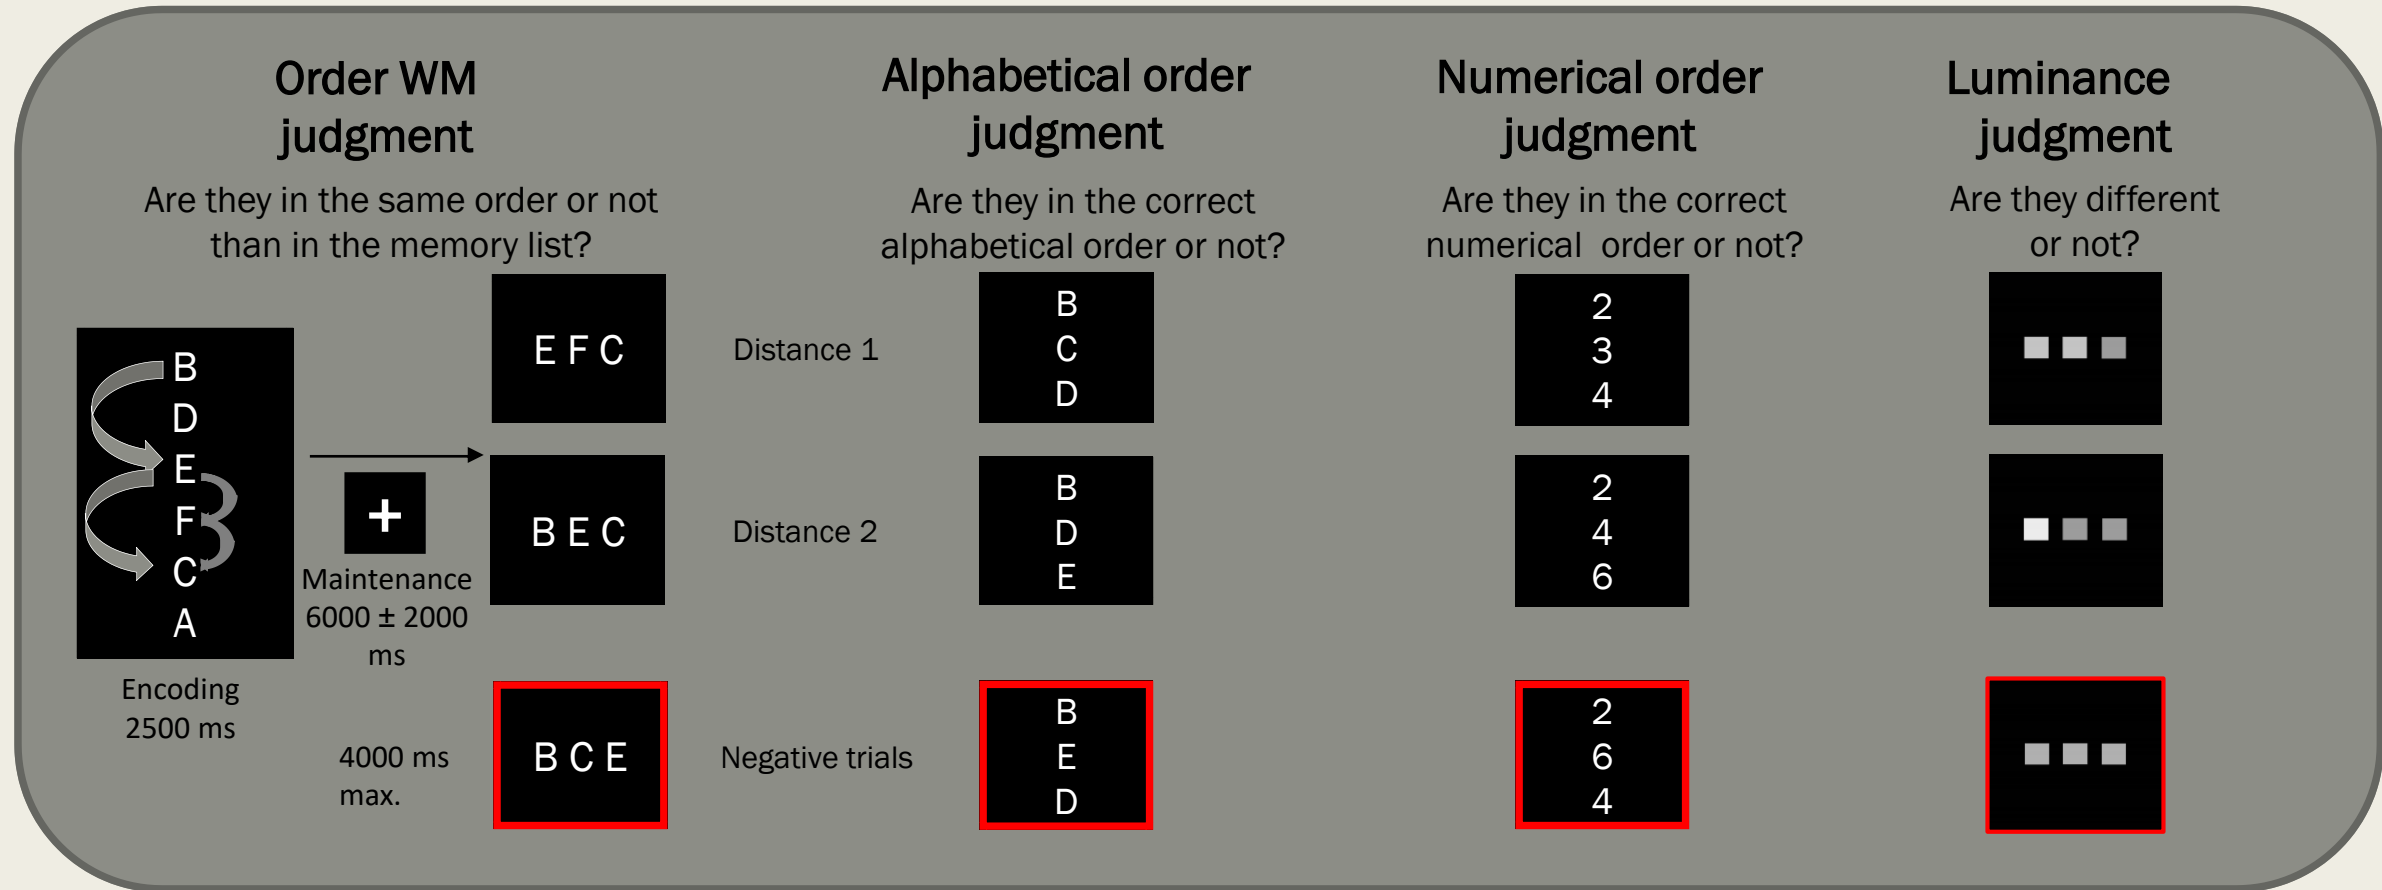 Order WM
judgment
Are they in the same order or not
than in the memory list?
B
D
E
F
C
A
Encoding
2500 ms
+
Maintenance
6000 ± 2000
ms
4000 ms
max.
E F C
B E C
B C E
Distance 1
Distance 2
Negative trials
Alphabetical order
judgment
Are they in the correct
alphabetical order or not?
B
C
D
B
D
E
B
E
D
Numerical order
judgment
Are they in the correct
numerical  order or not?
2
3
4
2
4
6
2
6
4
Luminance
judgment
Are they different
or not?